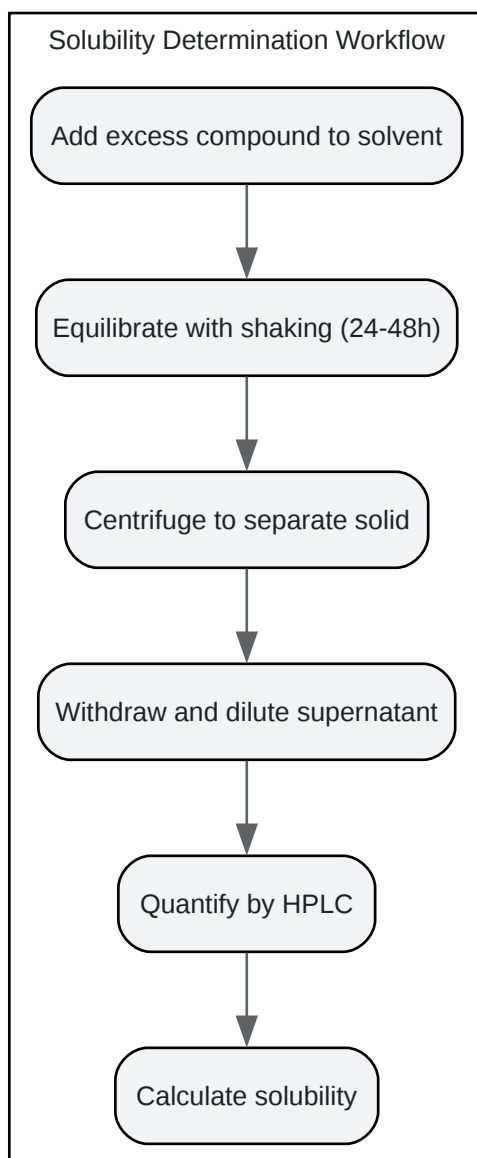 Solubility Determination Workflow
Add excess compound to solvent
Equilibrate with shaking (24-48h)
Centrifuge to separate solid
Withdraw and dilute supernatant
Quantify by HPLC
Calculate solubility